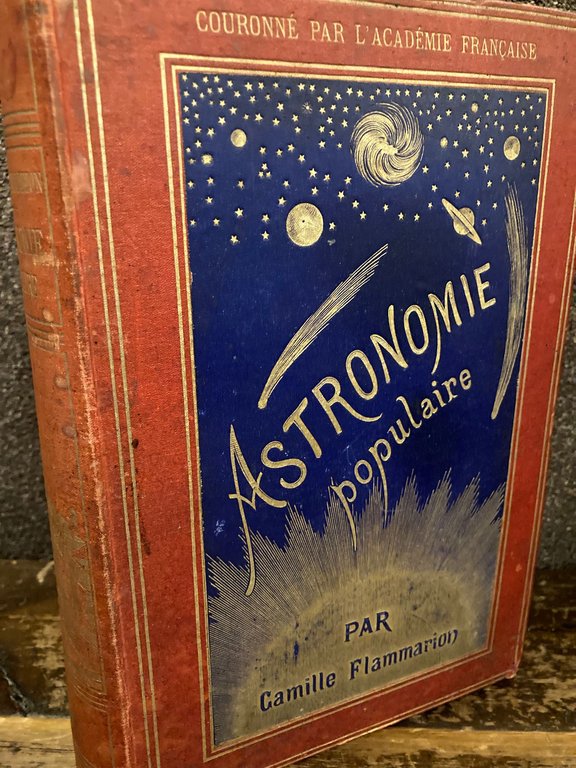 COURONNÉ PAR L'ACADÉMIE FRANÇAISE
ASTRONOMIE
populaire
PAR
Camille Flammarion